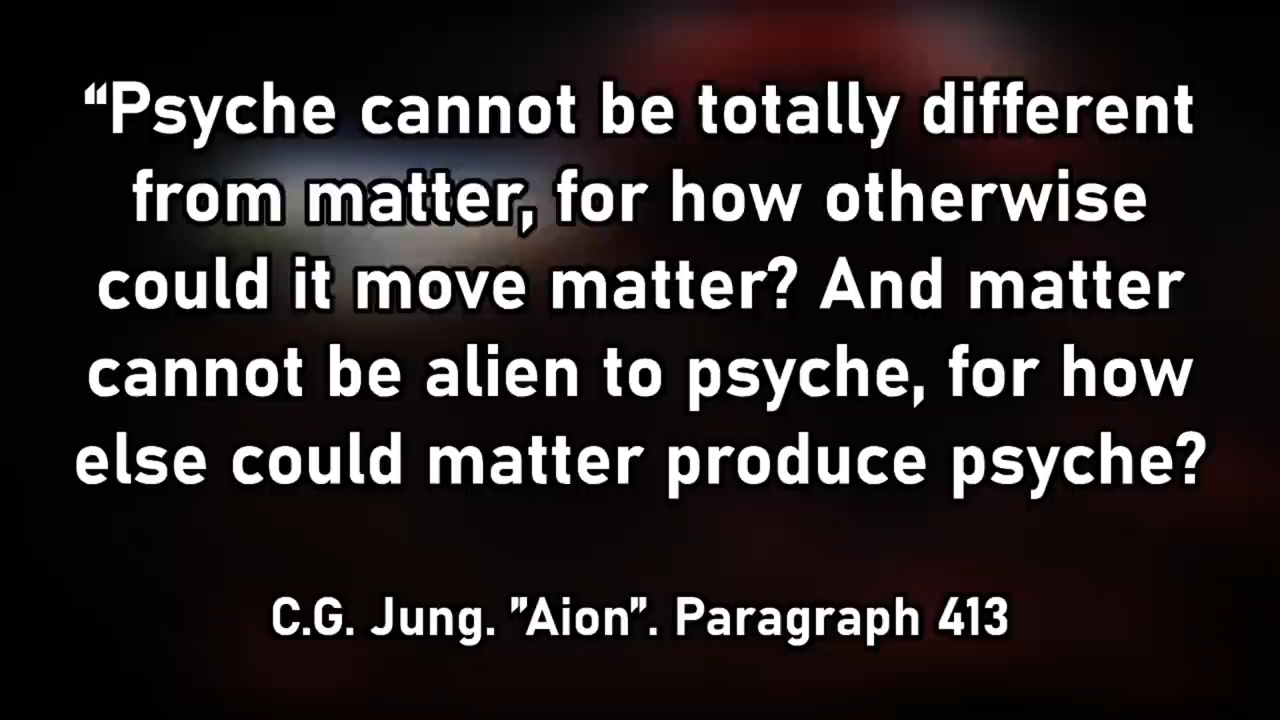 “Psyche cannot be totally different
from matter, for how otherwise
could it move matter? And matter
cannot be alien to psyche, for how
else could matter produce psyche?
C.G. Jung. ”Aion”. Paragraph 413